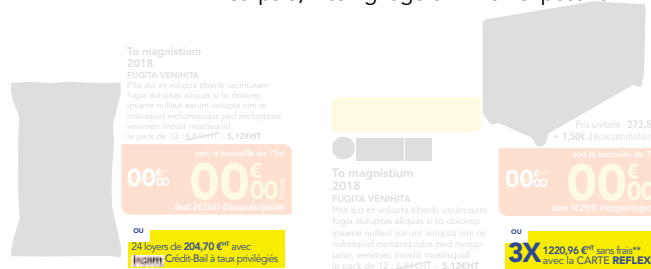 To magnistium
2018
FUGITA VENIHITA
Pita aut et volupta tiberib uscimusam
fugia doluptas aliquas si to dolorep
ipsame nullaut earunt volupta nim re
nobisquid molumquidus ped moluptatur,
venimen imodit mostisquid
le pack de 12 : 6,84€HT – 5,12€HT
soit la bouteille de 75cl
00€00
00€00
dont 2€25HT d'écoparticipation
OU
24 loyers de 204,70 €HT avec
Crédit-Bail à taux privilégiés
To magnistium
2018
FUGITA VENIHITA
Pita aut et volupta tiberib uscimusam
fugia doluptas aliquas si to dolorep
ipsame nullaut earunt volupta nim re
nobisquid molumquidus ped molup-
tatur, venimen imodit mostisquid
le pack de 12 : 6,84€HT – 5,12€HT
Prix unitaire : 273,5
+ 1,50€ d'écocontribution
soit la bouteille de 7
00€00
00
dont 1€25HT d'écoparticipation
OU
3X 1220,96 €HT sans frais**
avec la CARTE REFLEX